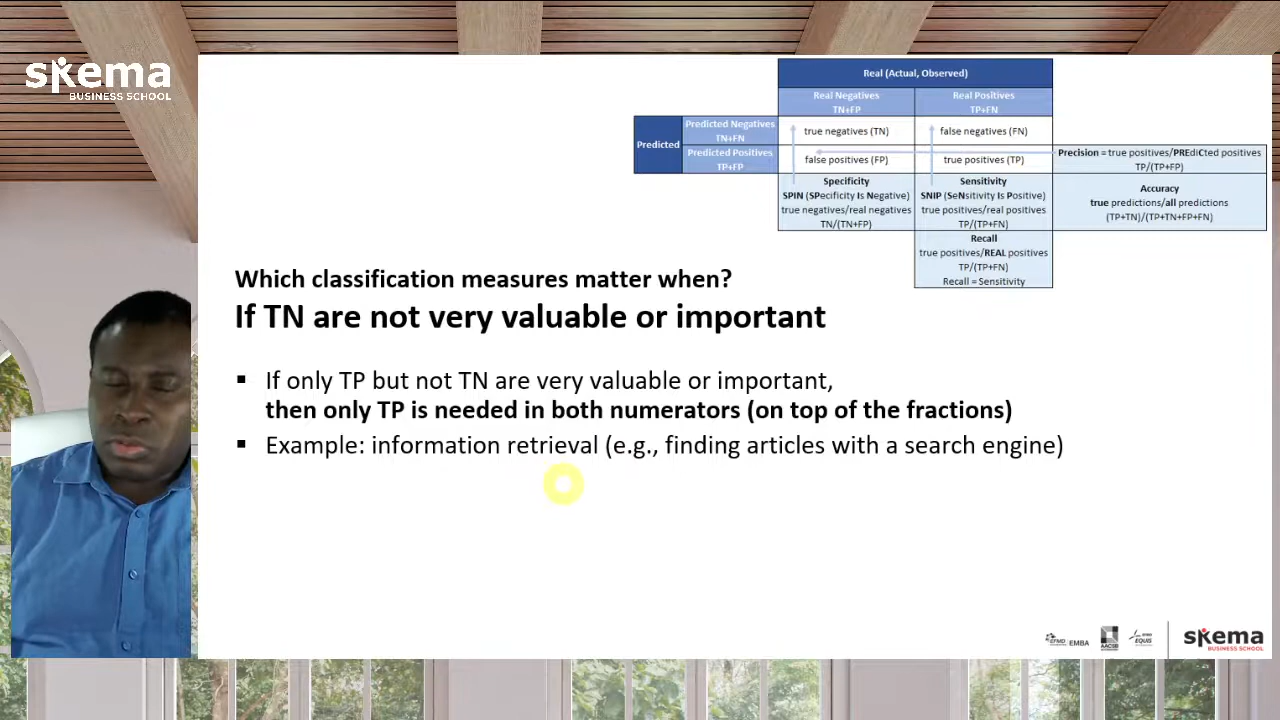 skema
BUSINESS SCHOOL
Real (Actual, Observed)
Real Negatives
TN+FP
Real Positives
TP+FN
Predicted
Predicted Negatives
TN+FN
true negatives (TN)
false negatives (FN)
Predicted Positives
TP+FP
false positives (FP)
true positives (TP)
Precision = true positives/PREdiCted positives
TP/(TP+FP)
Specificity
SPIN (SPecificity Is Negative)
true negatives/real negatives
TN/(TN+FP)
Sensitivity
SNIP (SeNsitivity Is Positive)
true positives/real positives
TP/(TP+FN)
Accuracy
true predictions/all predictions
(TP+TN)/(TP+TN+FP+FN)
Recall
true positives/REAL positives
TP/(TP+FN)
Recall = Sensitivity
Which classification measures matter when?
If TN are not very valuable or important
▪ If only TP but not TN are very valuable or important,
then only TP is needed in both numerators (on top of the fractions)
▪ Example: information retrieval (e.g., finding articles with a search engine)
EFMD
EMBA
AACSB
EQUIS
skema
BUSINESS SCHOOL